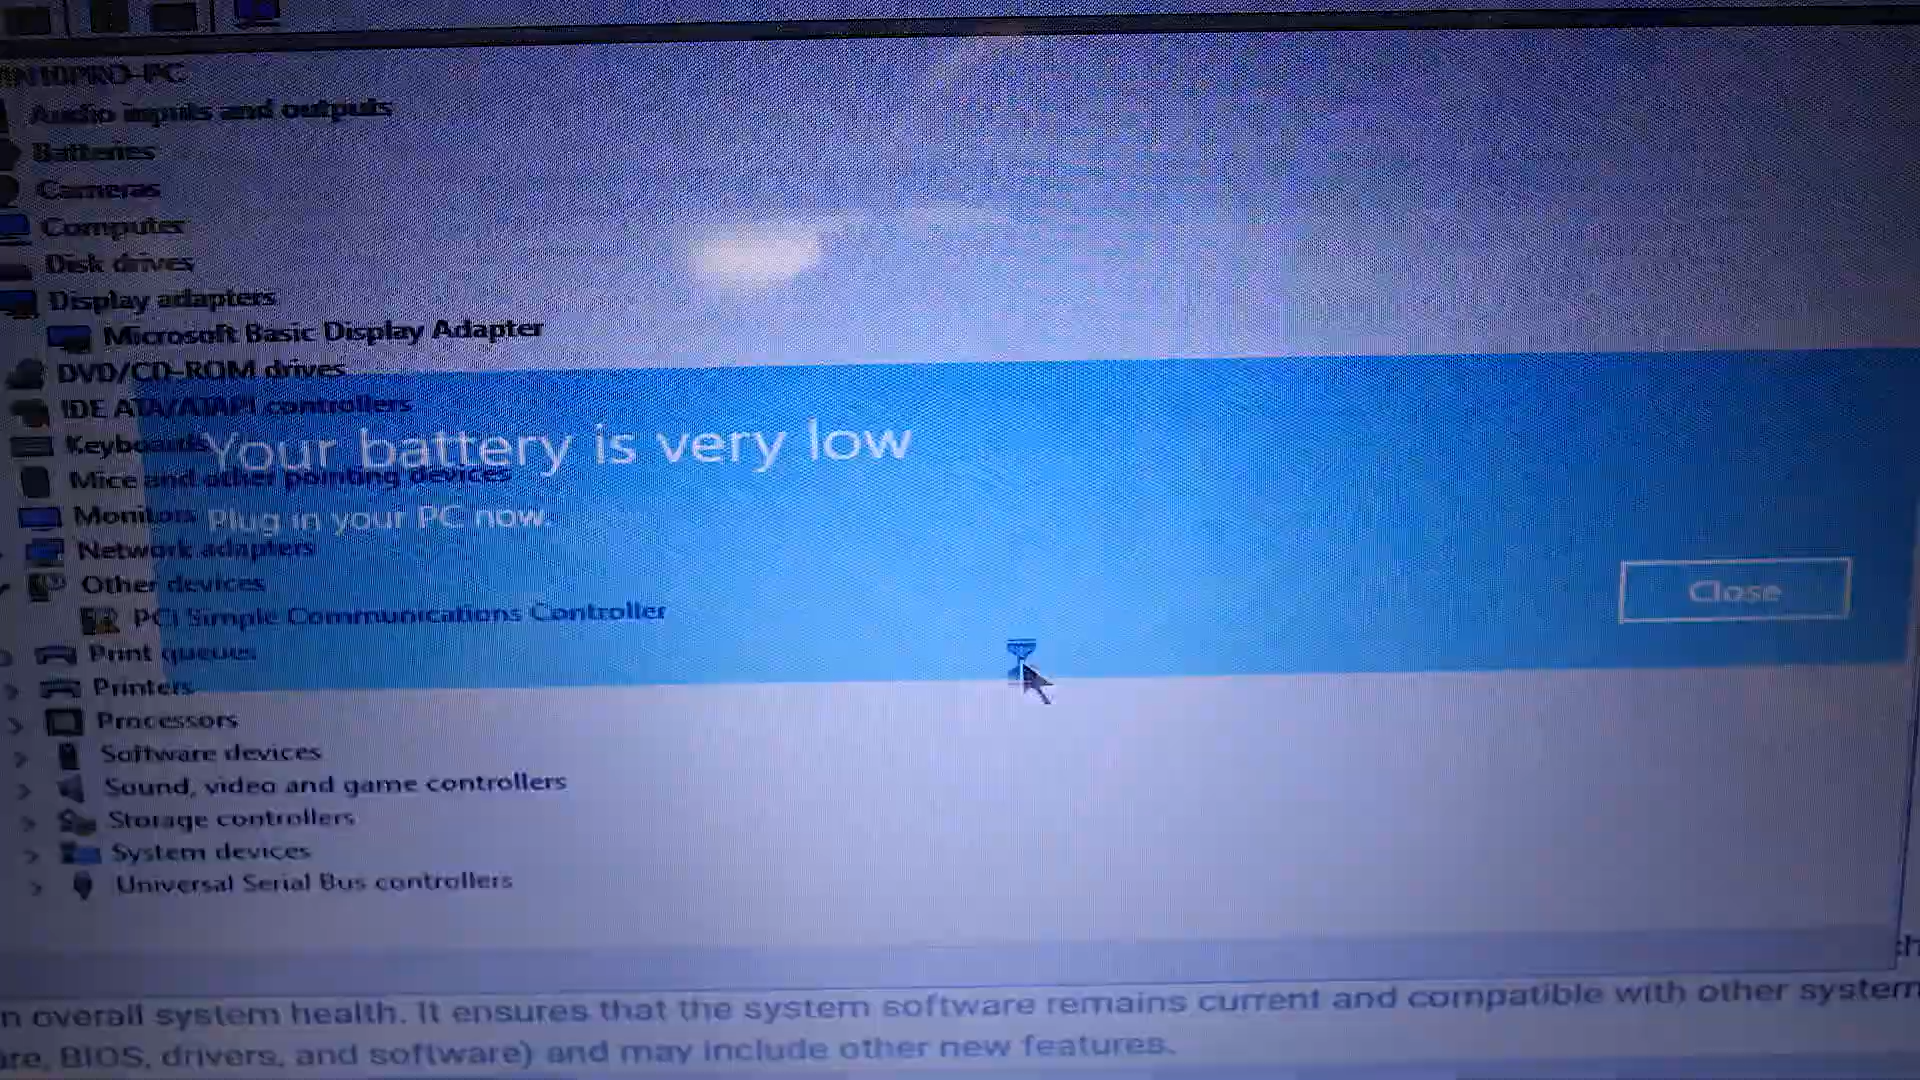 Audio inputs and outputs
Batteries
Cameras
Computer
Disk drives
Display adapters
Microsoft Basic Display Adapter
DVD/CD-ROM drives
IDE ATA/ATAPI controllers
Keyboards
Your battery is very low
Mice and other pointing devices
Monitors
Plug in your PC now.
Network adapters
Other devices
Close
PCI Simple Communications Controller
Print queues
Printers
Processors
Software devices
Sound, video and game controllers
Storage controllers
System devices
Universal Serial Bus controllers
n overall system health. It ensures that the system software remains current and compatible with other system
are, BIOS, drivers, and software) and may include other new features.